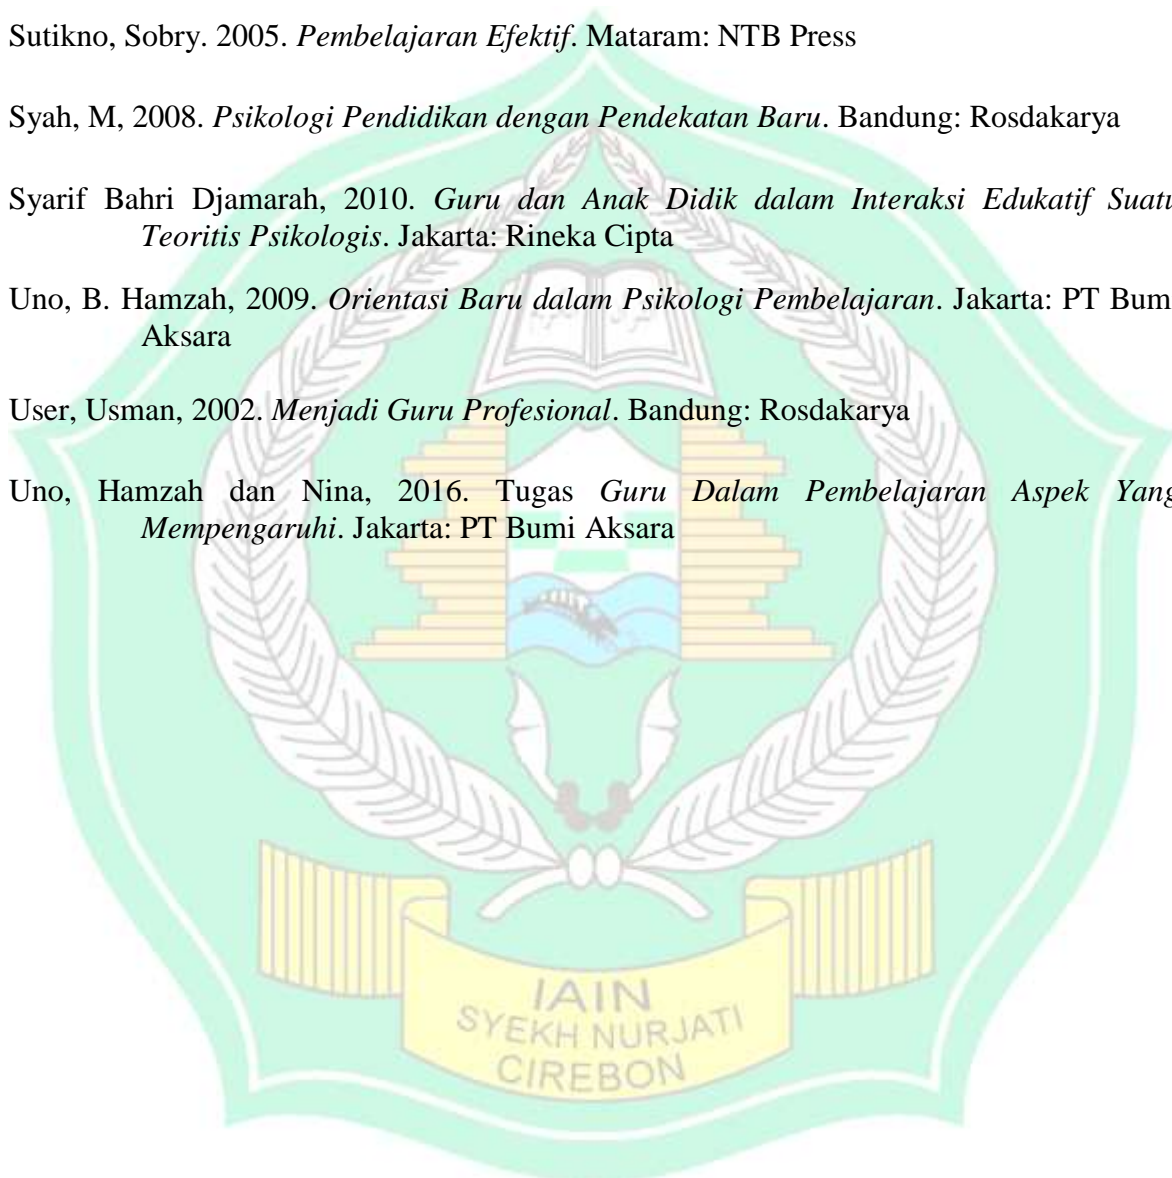 Sutikno, Sobry. 2005. Pembelajaran Efektif. Mataram: NTB Press
Syah, M, 2008. Psikologi Pendidikan dengan Pendekatan Baru. Bandung: Rosdakarya
Syarif Bahri Djamarah, 2010. Guru dan Anak Didik dalam Interaksi Edukatif Suatu
Teoritis Psikologis. Jakarta: Rineka Cipta
Uno, B. Hamzah, 2009. Orientasi Baru dalam Psikologi Pembelajaran. Jakarta: PT Bum
Aksara
User, Usman, 2002. Menjadi Guru Profesional. Bandung: Rosdakarya
Uno, Hamzah dan Nina, 2016. Tugas Guru Dalam Pembelajaran Aspek Yang
Mempengaruhi. Jakarta: PT Bumi Aksara
IAIN
SYEKH NURJATI
CIREBON